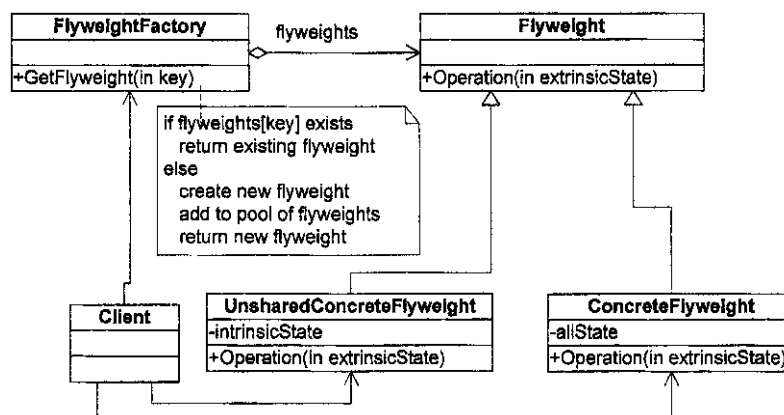 FlyweightFactory
flyweights
Flyweight
+GetFlyweight(in key)
+Operation(in extrinsicState)
if flyweights[key] exists
return existing flyweight
else
create new flyweight
add to pool of flyweights
return new flyweight
Client
UnsharedConcreteFlyweight
-intrinsicState
+Operation(in extrinsicState)
ConcreteFlyweight
-allState
+Operation(in extrinsicState)